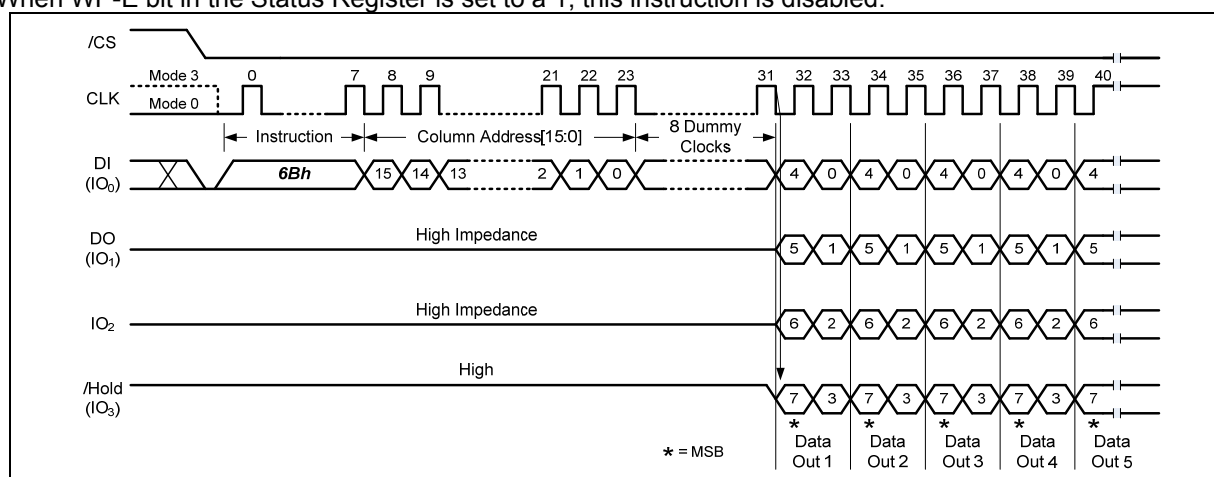 When WP-E bit in the Status Register is set to a 1, this instruction is disabled.
/CS
Mode 3 0 7 8 9 21 22 23 31 32 33 34 35 36 37 38 39 40
CLK
Mode 0
Instruction Column Address[15:0] 8 Dummy
Clocks
DI
(IO0)
6Bh 15 14 13 2 1 0 4 0 4 0 4 0 4 0 4
DO
(IO1)
High Impedance 5 1 5 1 5 1 5 1 5
IO2
High Impedance 6 2 6 2 6 2 6 2 6
/Hold
(IO3)
High 7 3 7 3 7 3 7 3 7
* * * * *
* = MSB
Data
Out 1
Data
Out 2
Data
Out 3
Data
Out 4
Data
Out 5